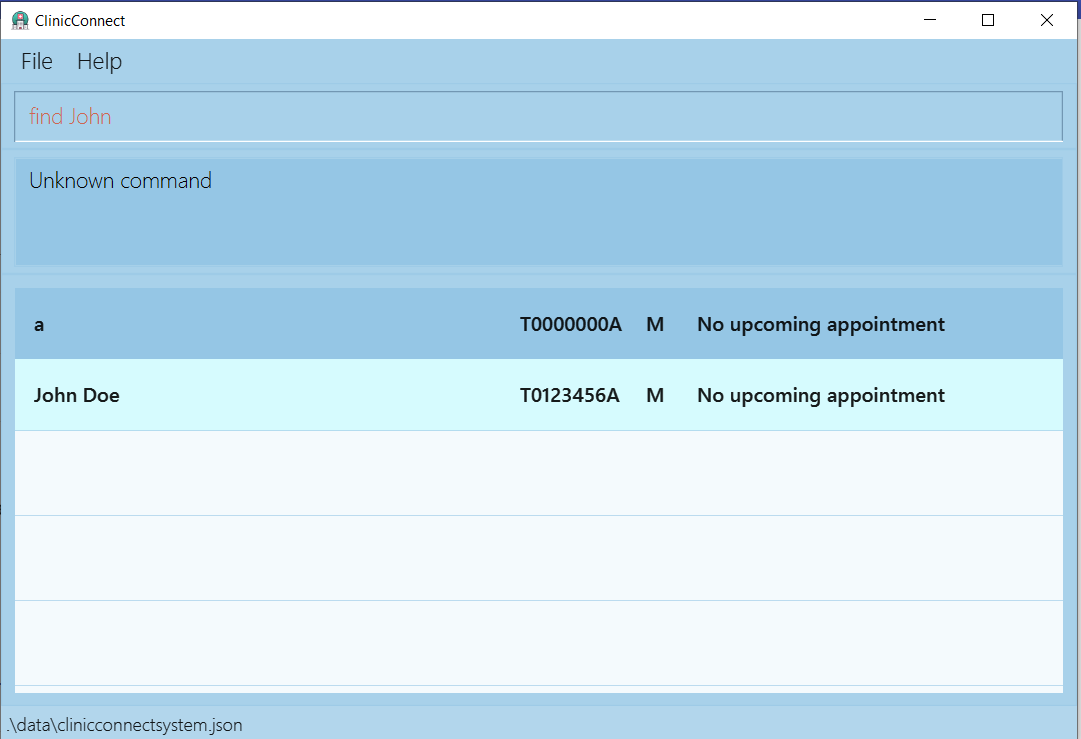 ClinicConnect
File Help
find John
Unknown command
a T0000000A M No upcoming appointment
John Doe T0123456A M No upcoming appointment
.\data\clinicconnectsystem.json